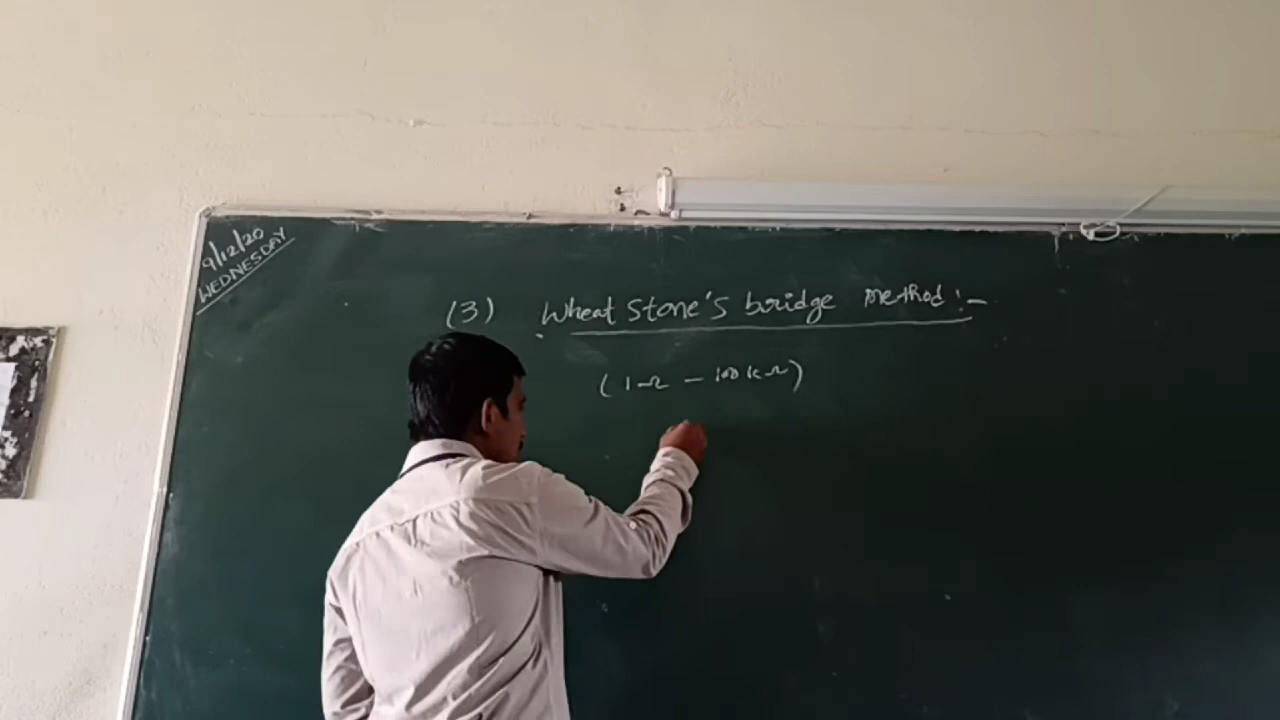 9/12/20
WEDNESDAY
(3) Wheat Stone's bridge method:-
(1Ω - 100kΩ)